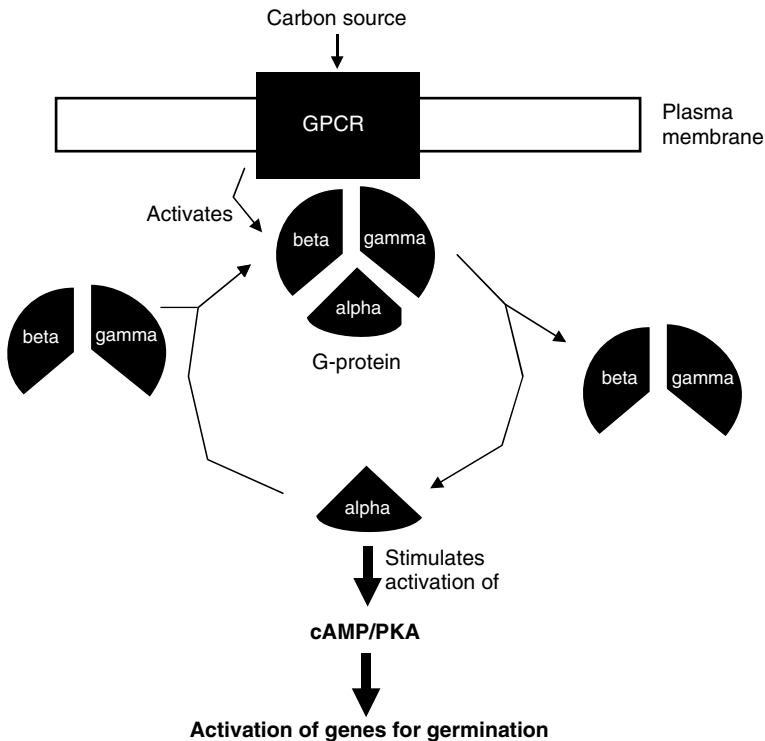 Carbon source
GPCR
Plasma
membrane
Activates
beta
gamma
alpha
G-protein
beta
gamma
beta
gamma
alpha
Stimulates
activation of
cAMP/PKA
Activation of genes for germination